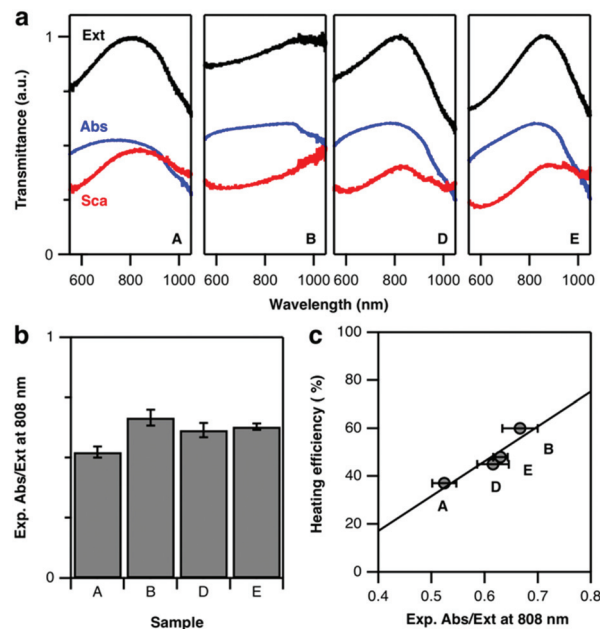 a
Transmittance (a.u.)
1
0
Ext
Abs
Sca
A
B
D
E
600 800 1000 600 800 1000 600 800 1000 600 800 1000
Wavelength (nm)
b
Exp. Abs/Ext at 808 nm
1
0
A B D E
Sample
c
Heating efficiency (%)
100
80
60
40
20
0
B
E
D
A
0.4 0.5 0.6 0.7 0.8
Exp. Abs/Ext at 808 nm